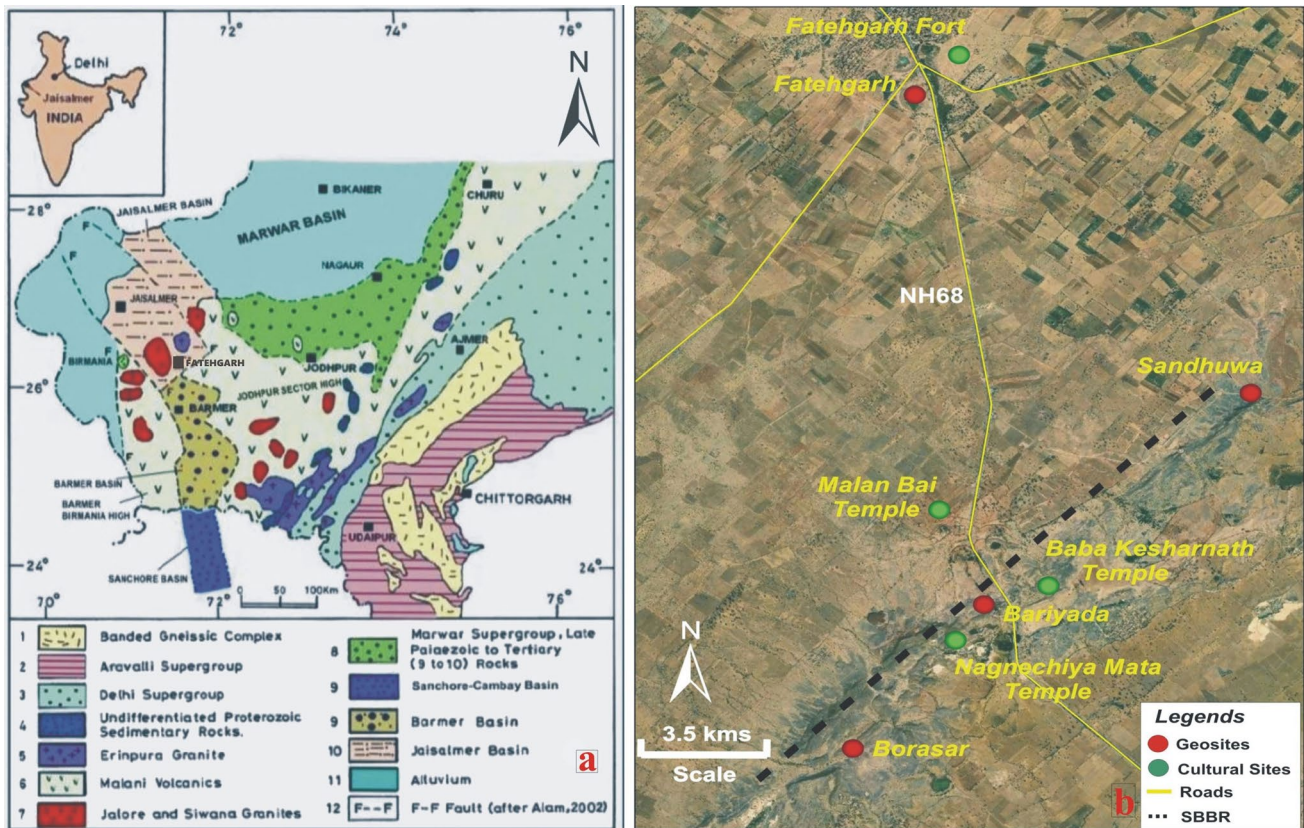 72°
74°
76°
Delhi
Jaisalmer
INDIA
N
28°
28°
JAISALMER BASIN
F
BIKANER
CHURU
MARWAR BASIN
F
NAGAUR
JAISALMER
AJMER
F
BIRMANIA
FATEHGARH
JODHPUR
26°
26°
JODHPUR SECTOR HIGH
BARMER
F
BARMER BASIN
CHITTORGARH
BARMER
BIRMANIA HIGH
UDAIPUR
24°
24°
SANCHORE BASIN
0 50 100Km
70°
72°
76°
1 Banded Gneissic Complex
2 Aravalli Supergroup
3 Delhi Supergroup
4 Undifferentiated Proterozoic
Sedimentary Rocks.
5 Erinpura Granite
6 Malani Volcanics
7 Jalore and Siwana Granites
8 Marwar Supergroup, Late
Palaezoic to Tertiary
(9 to 10) Rocks
9 Sanchore-Cambay Basin
9 Barmer Basin
10 Jaisalmer Basin
11 Alluvium
12 F--F F-F Fault (after Alam, 2002)
a
Fatehgarh Fort
Fatehgarh
NH68
Sandhuwa
Malan Bai
Temple
Baba Kesharnath
Temple
Bariyada
N
Nagnechiya Mata
Temple
3.5 kms
Scale
Borasar
Legends
Geosites
Cultural Sites
Roads
SBBR
b